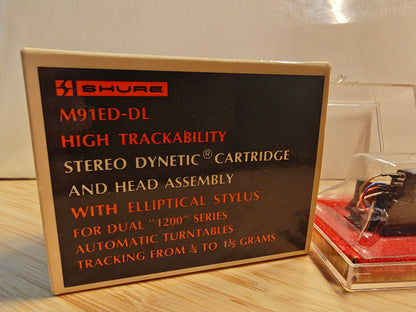 SHURE
M91ED-DL
HIGH TRACKABILITY
STEREO DYNETIC® CARTRIDGE
AND HEAD ASSEMBLY
WITH ELLIPTICAL STYLUS
FOR DUAL "1200" SERIES
AUTOMATIC TURNTABLES
TRACKING FROM ¾ TO 1½ GRAMS